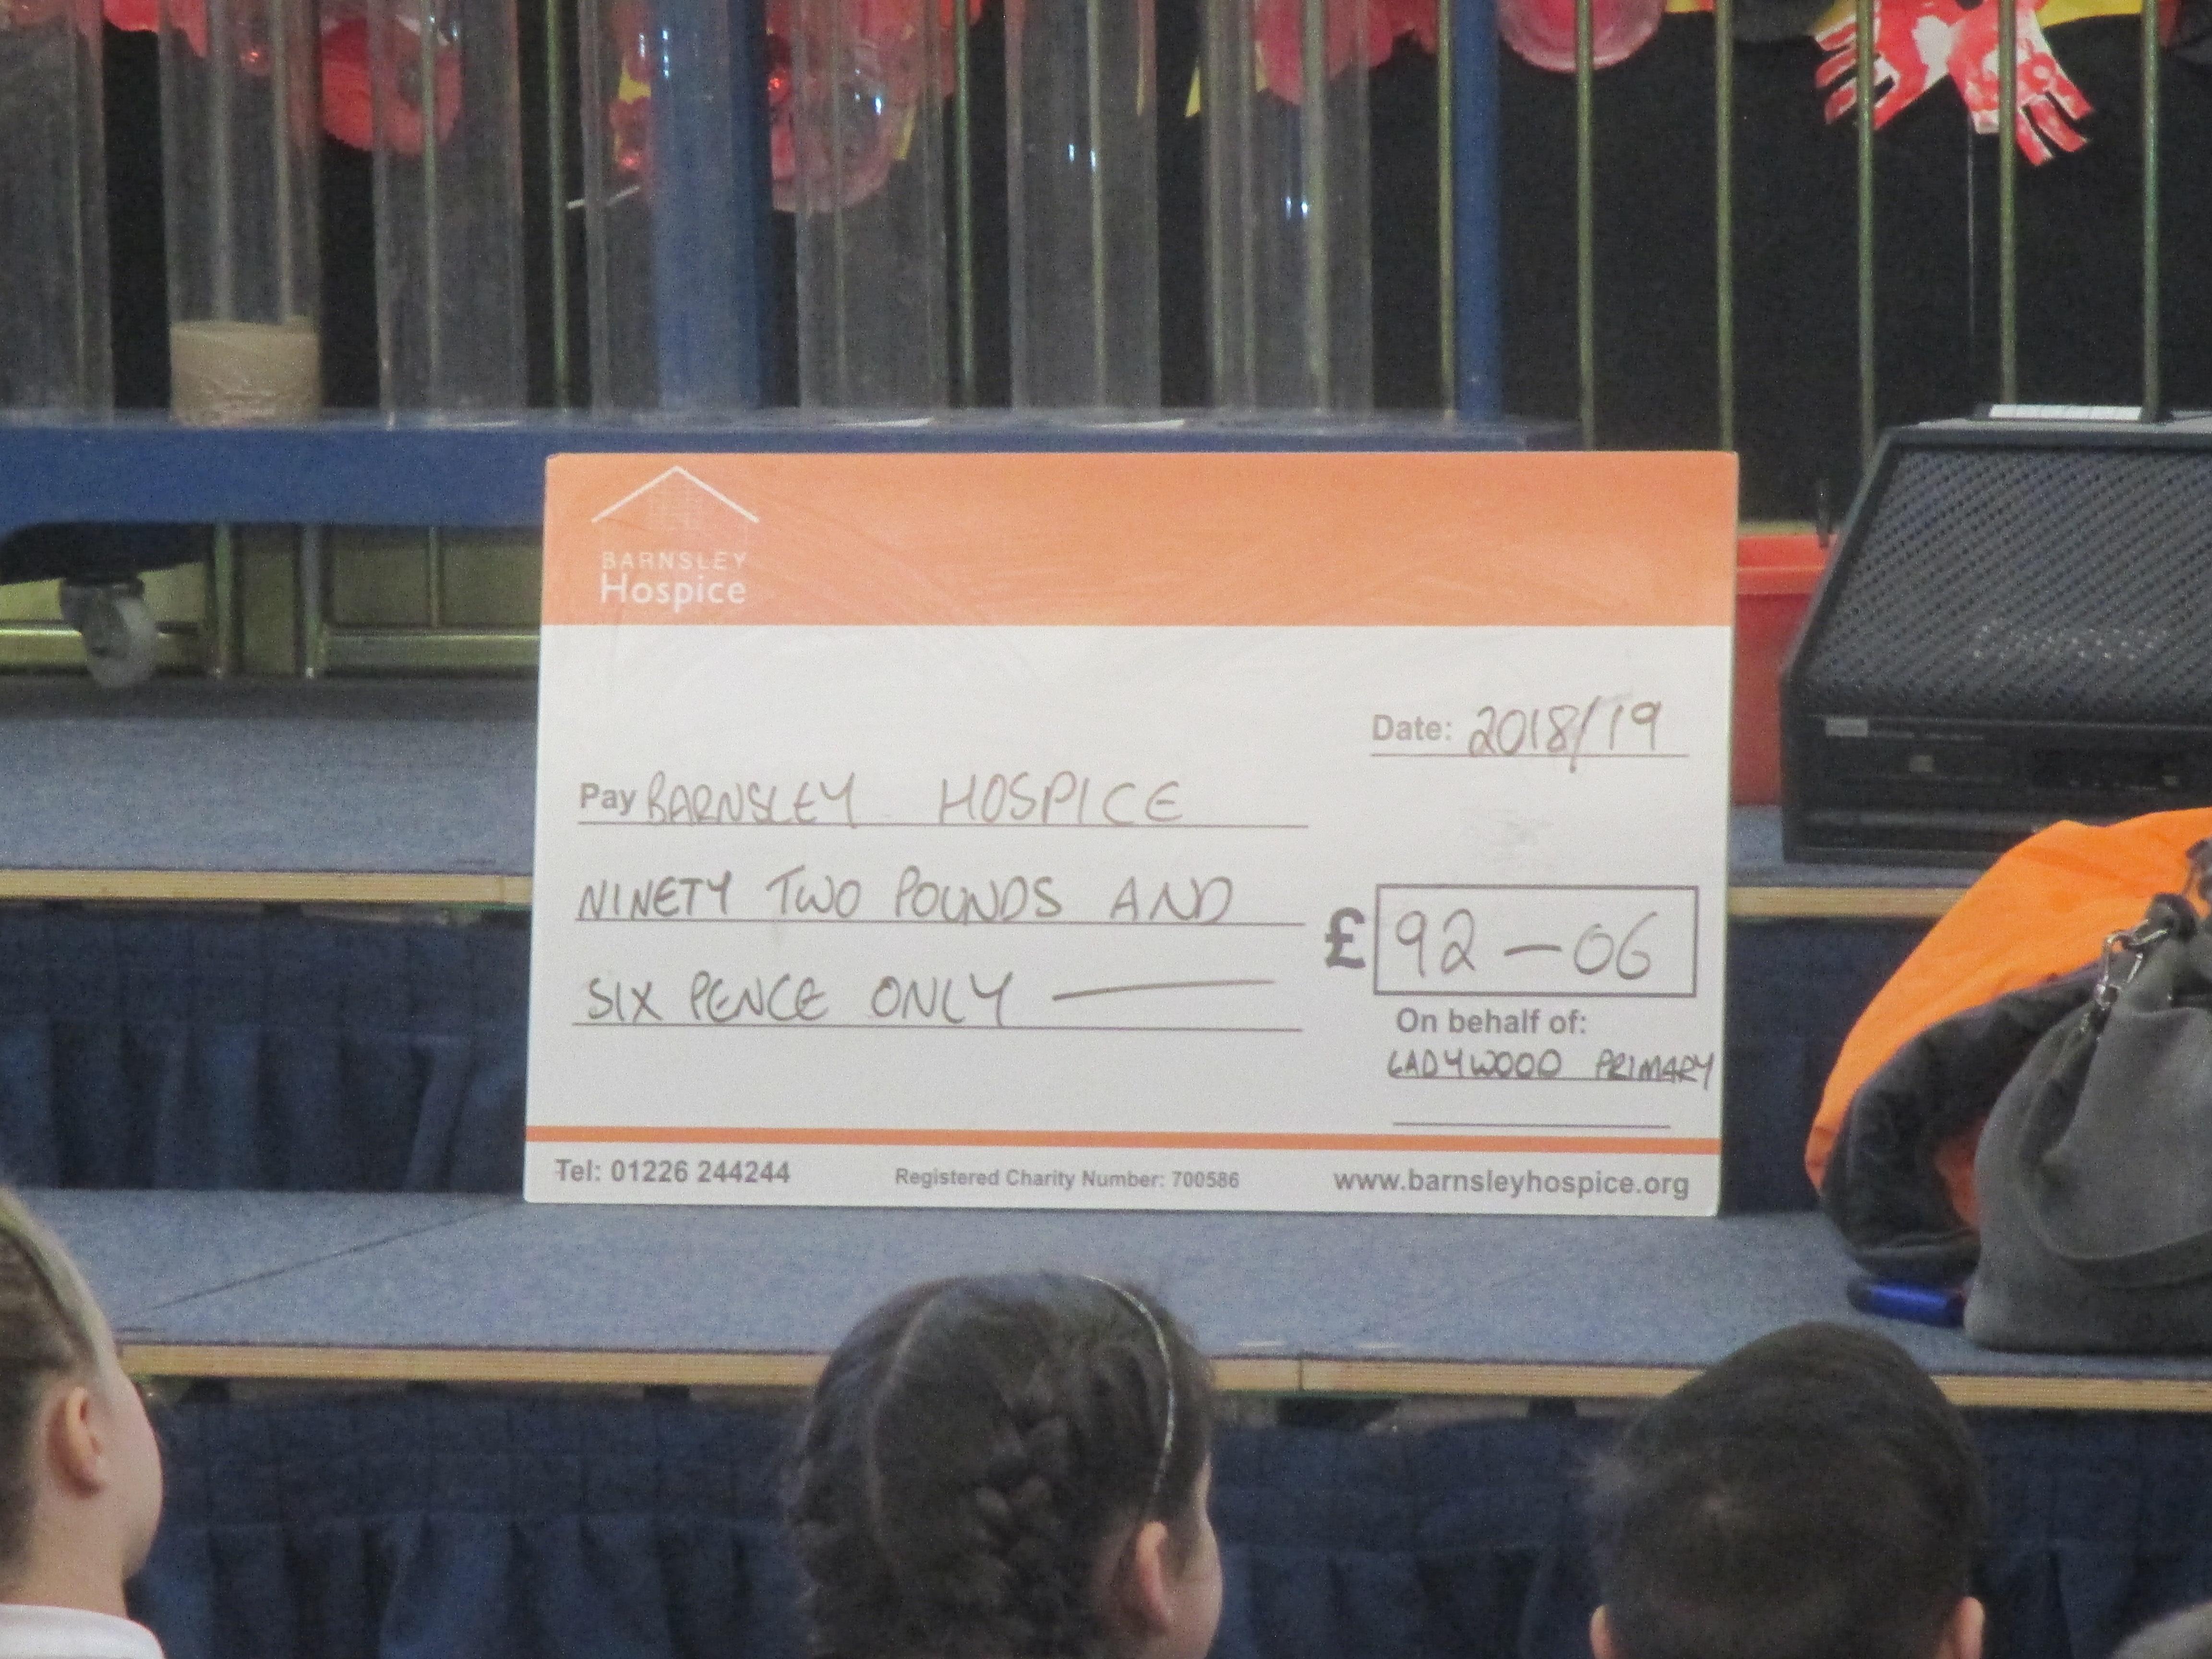 BARNSLEY
Hospice
Date: 2018/19
Pay BARNSLEY HOSPICE
NINETY TWO POUNDS AND
£ 92-06
SIX PENCE ONLY
On behalf of:
LADYWOOD PRIMARY
Tel: 01226 244244 Registered Charity Number: 700586 www.barnsleyhospice.org